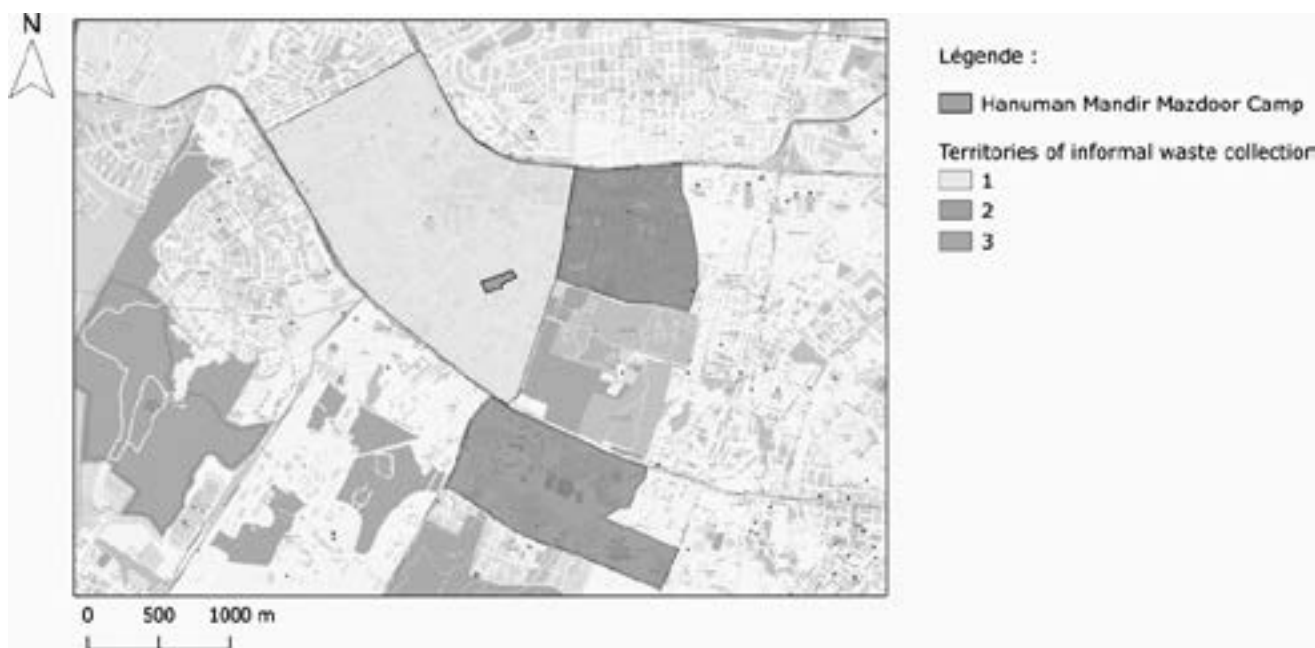 N
Légende :
Hanuman Mandir Mazdoor Camp
Territories of informal waste collection
1
2
3
0 500 1000 m